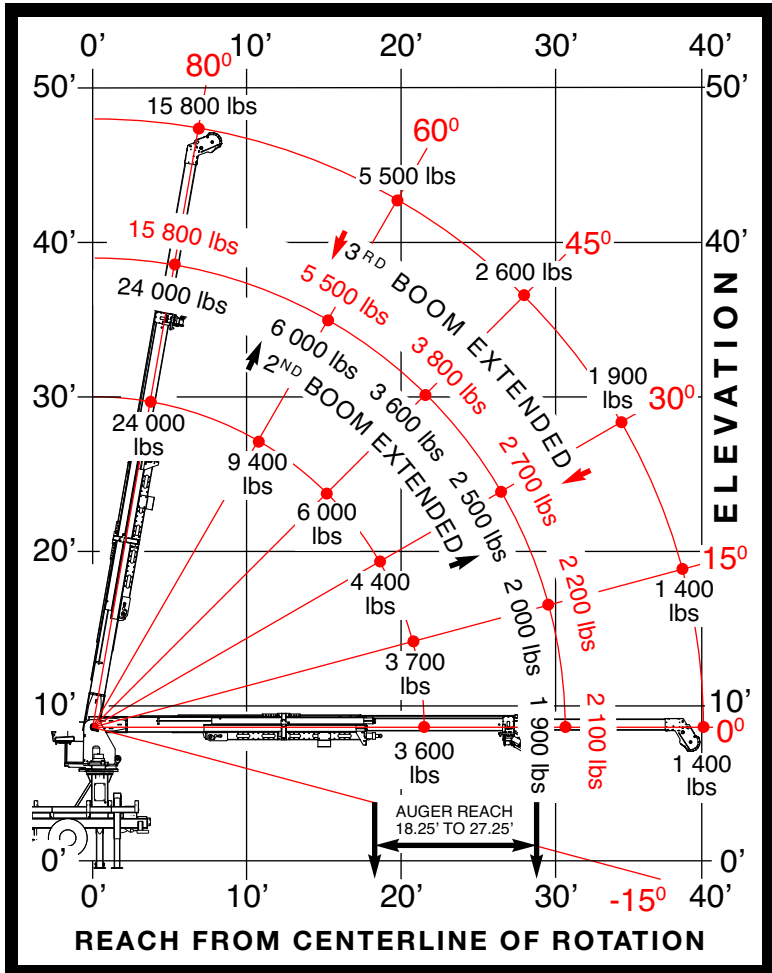 0’ 10’ 20’ 30’ 40’
80⁰
50’ 50’
15 800 lbs
60⁰
5 500 lbs
40’ 45⁰ 40’
15 800 lbs
24 000 lbs
2 600 lbs
3RD BOOM EXTENDED
5 500 lbs
6 000 lbs
2ND BOOM EXTENDED
3 800 lbs
3 600 lbs
1 900
lbs
30⁰
30’
24 000
lbs
9 400
lbs
2 700 lbs
2 500 lbs
6 000
lbs
ELEVATION
20’ 15⁰
4 400
lbs
2 200 lbs
2 000 lbs
1 400
lbs
3 700
lbs
10’ 10’
0⁰
3 600
lbs
1 900 lbs
2 100 lbs
1 400
lbs
AUGER REACH
18.25’ TO 27.25’
0’ 0’
-15⁰
0’ 10’ 20’ 30’ 40’
REACH FROM CENTERLINE OF ROTATION